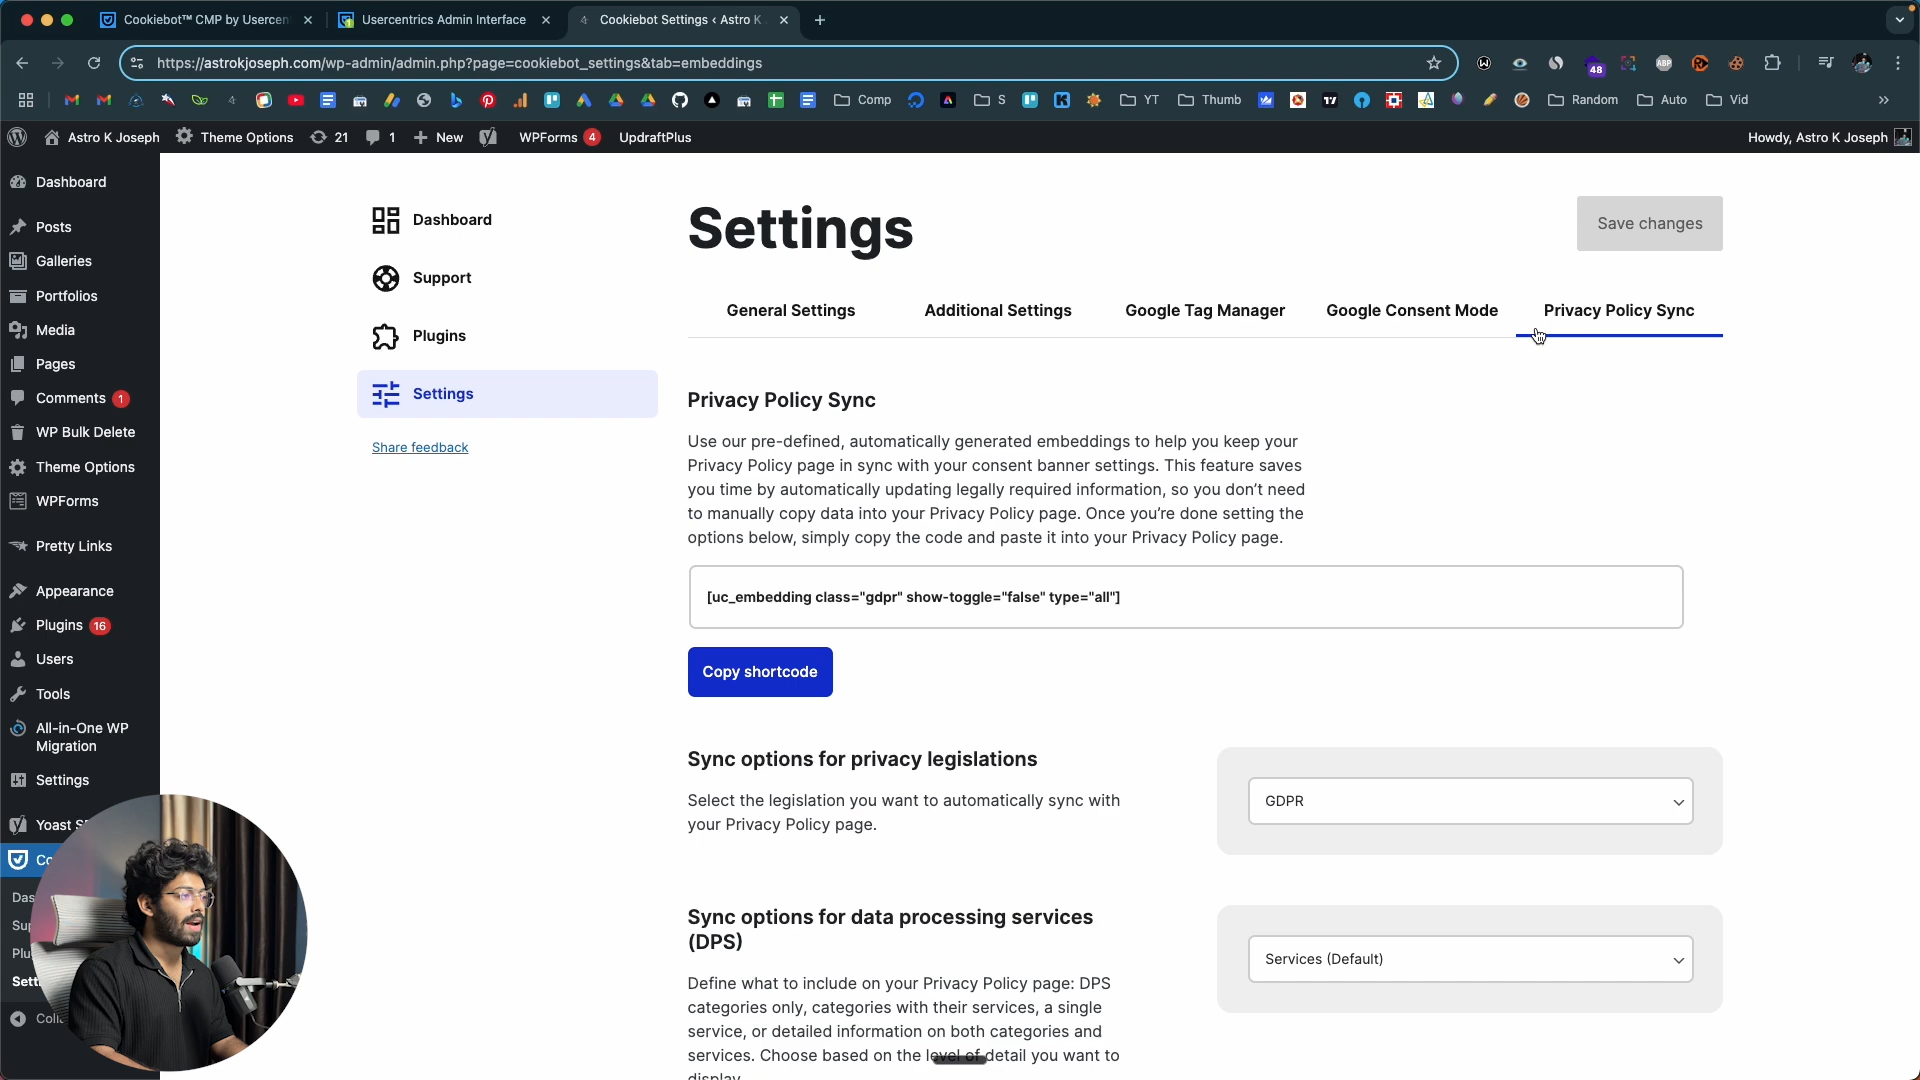 Cookiebot™ CMP by Usercen
Usercentrics Admin Interface
Cookiebot Settings ‹ Astro K
https://astrokjoseph.com/wp-admin/admin.php?page=cookiebot_settings&tab=embeddings
48
ABP
Comp
S
YT
Thumb
Random
Auto
Vid
Astro K Joseph
Theme Options
21
1
New
WPForms 4
UpdraftPlus
Howdy, Astro K Joseph
Dashboard
Posts
Galleries
Portfolios
Media
Pages
Comments 1
WP Bulk Delete
Theme Options
WPForms
Pretty Links
Appearance
Plugins 16
Users
Tools
All-in-One WP
Migration
Settings
Yoast S
Co
Das
Sup
Plu
Setti
Coll
Dashboard
Support
Plugins
Settings
Share feedback
Settings
Save changes
General Settings
Additional Settings
Google Tag Manager
Google Consent Mode
Privacy Policy Sync
Privacy Policy Sync
Use our pre-defined, automatically generated embeddings to help you keep your
Privacy Policy page in sync with your consent banner settings. This feature saves
you time by automatically updating legally required information, so you don’t need
to manually copy data into your Privacy Policy page. Once you’re done setting the
options below, simply copy the code and paste it into your Privacy Policy page.
[uc_embedding class="gdpr" show-toggle="false" type="all"]
Copy shortcode
Sync options for privacy legislations
Select the legislation you want to automatically sync with
your Privacy Policy page.
GDPR
Sync options for data processing services
(DPS)
Define what to include on your Privacy Policy page: DPS
categories only, categories with their services, a single
service, or detailed information on both categories and
services. Choose based on the level of detail you want to
display.
Services (Default)